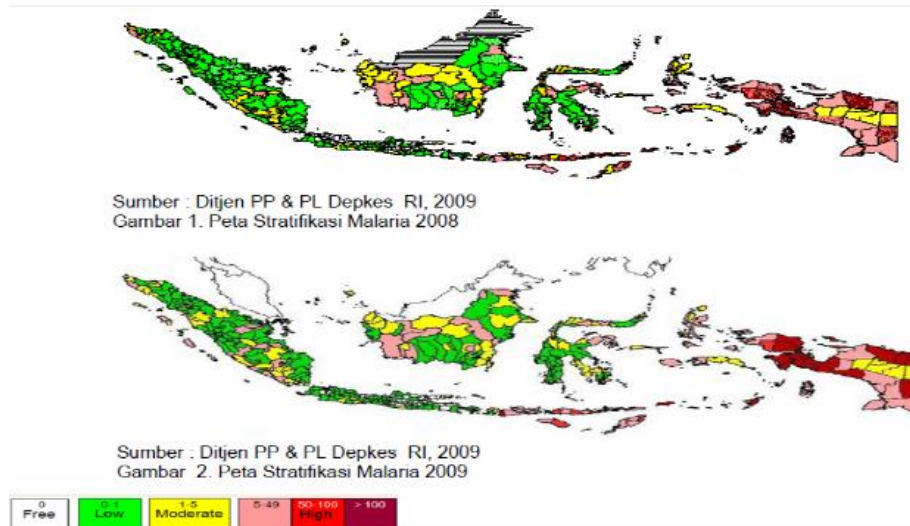 Sumber : Ditjen PP & PL Depkes RI, 2009
Gambar 1. Peta Stratifikasi Malaria 2008
Sumber : Ditjen PP & PL Depkes RI, 2009
Gambar 2. Peta Stratifikasi Malaria 2009
0 0-1 1-5 5-49 50-100 > 100
Free Low Moderate High